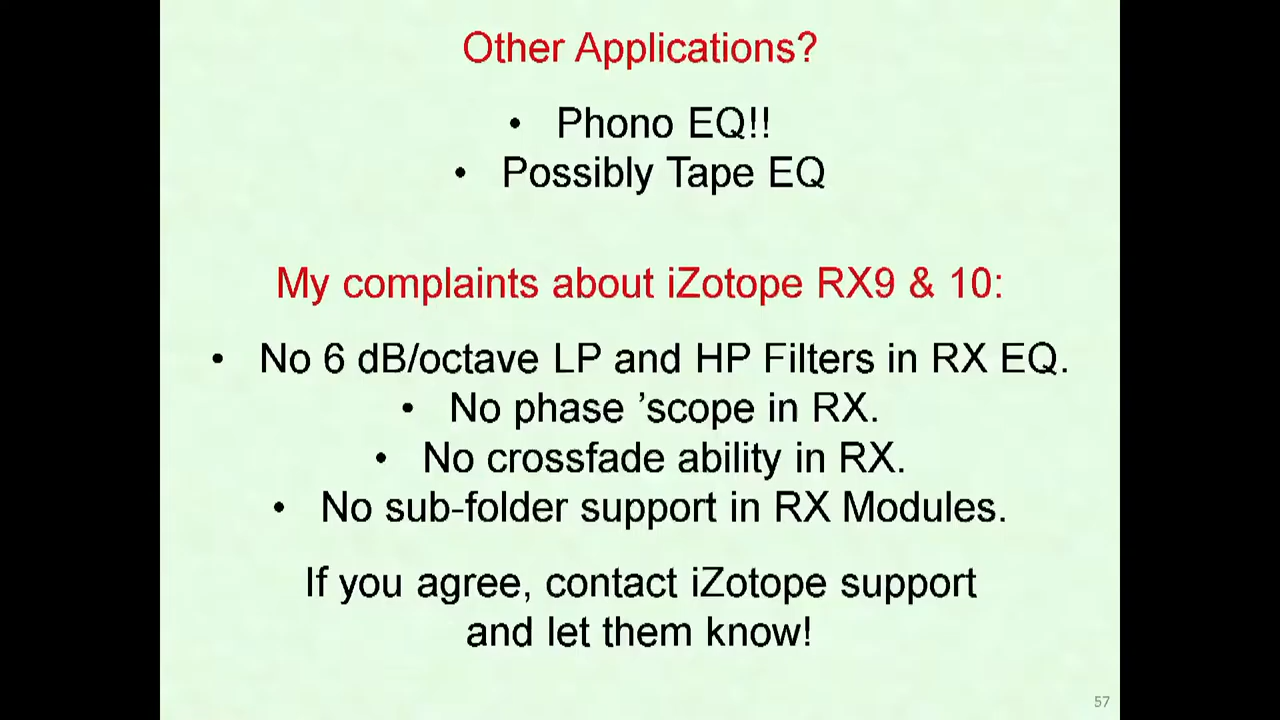 Other Applications?
• Phono EQ!!
• Possibly Tape EQ
My complaints about iZotope RX9 & 10:
• No 6 dB/octave LP and HP Filters in RX EQ.
• No phase ’scope in RX.
• No crossfade ability in RX.
• No sub-folder support in RX Modules.
If you agree, contact iZotope support
and let them know!
57